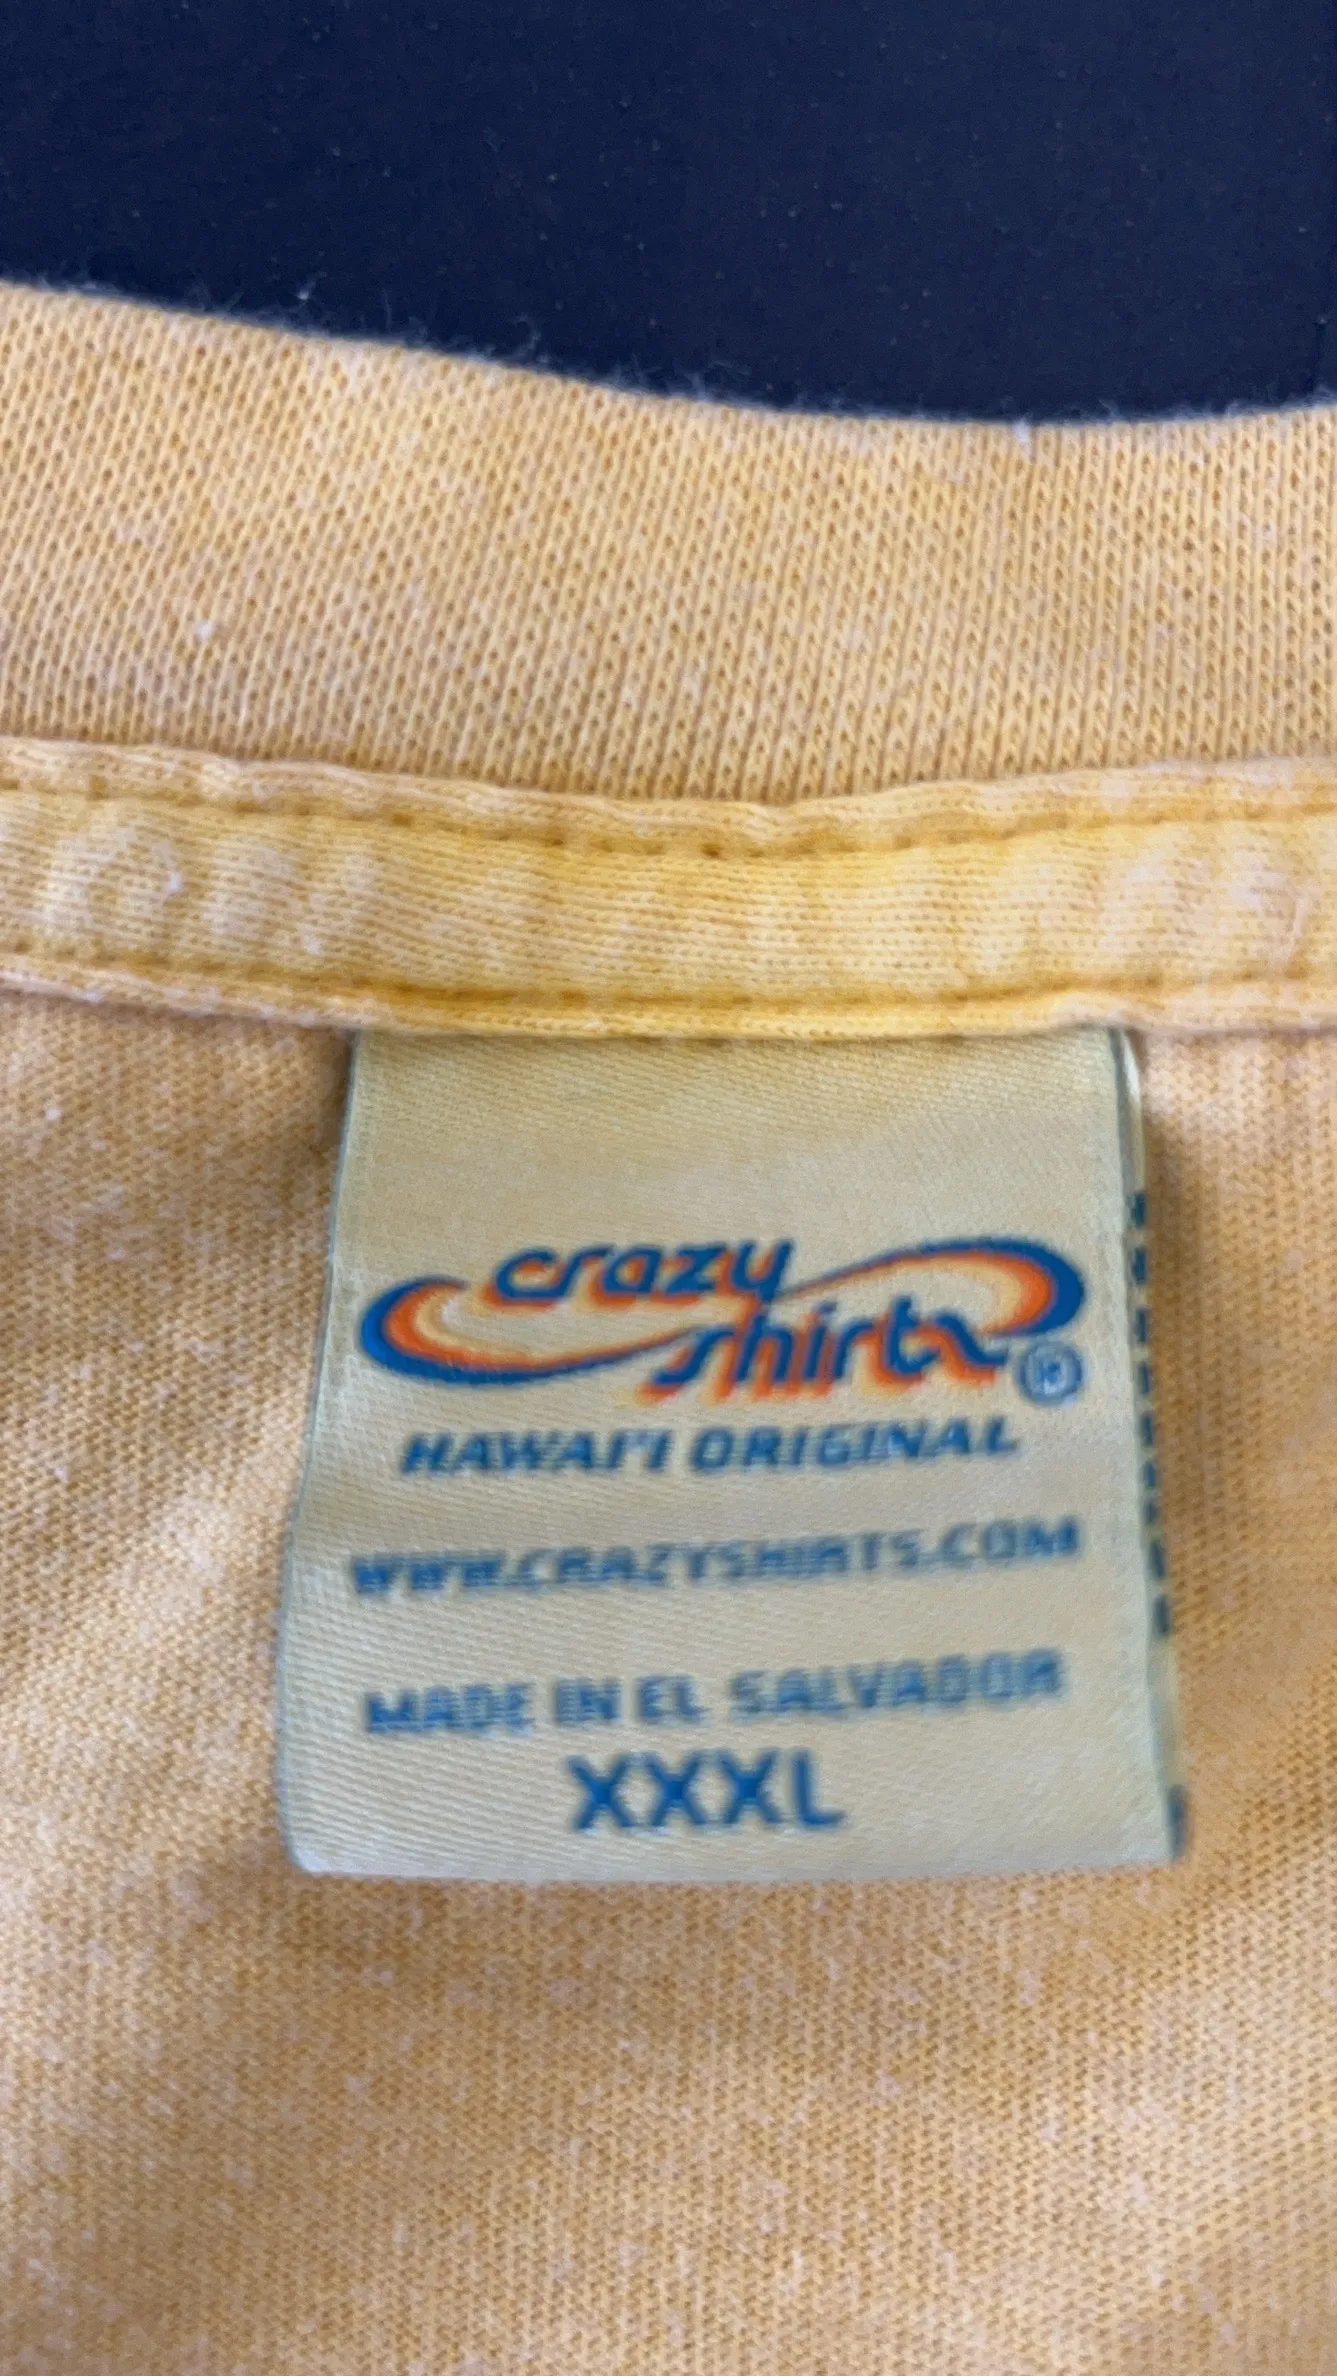 crazy
shirts®
HAWAI'I ORIGINAL
WWW.CRAZYSHIRTS.COM
MADE IN EL SALVADOR
XXXL